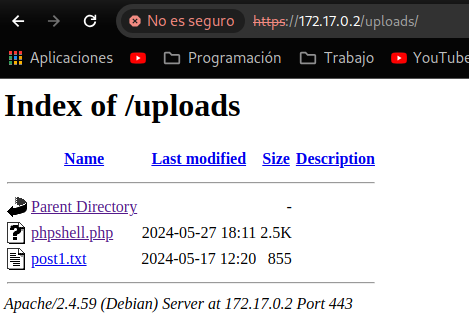 No es seguro https://172.17.0.2/uploads/
Aplicaciones Programación Trabajo YouTube
Index of /uploads
Name Last modified Size Description
Parent Directory -
phpshell.php 2024-05-27 18:11 2.5K
post1.txt 2024-05-17 12:20 855
Apache/2.4.59 (Debian) Server at 172.17.0.2 Port 443